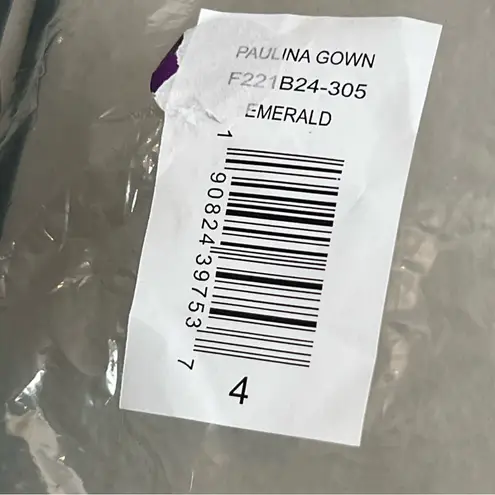 PAULINA GOWN
F221B24-305
EMERALD
1 90824 39753 7
4